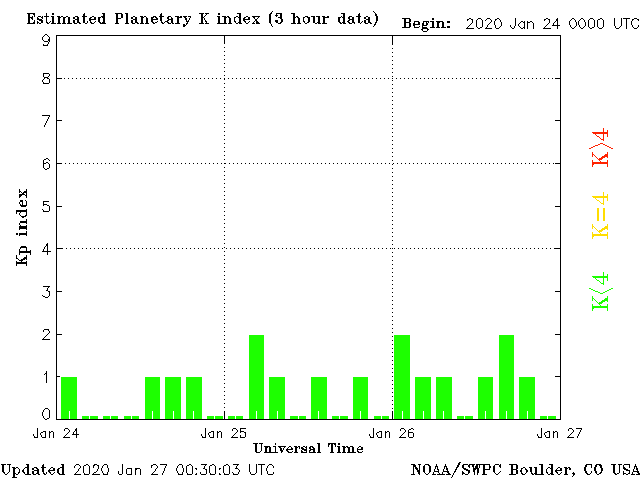 Estimated Planetary K index (3 hour data) Begin: 2020 Jan 24 0000 UTC
9
8
7
6
5
4
3
2
1
0
Kp index
K>4
K=4
K<4
Jan 24 Jan 25 Jan 26 Jan 27
Universal Time
Updated 2020 Jan 27 00:30:03 UTC NOAA/SWPC Boulder, CO USA